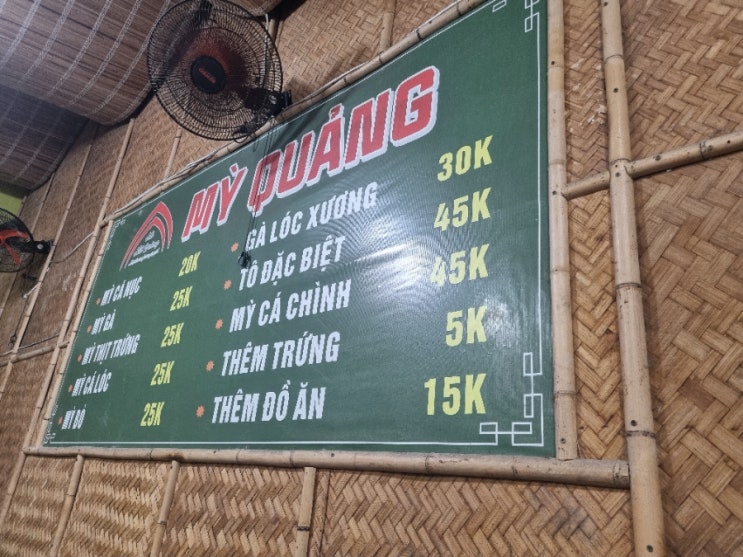 MỲ QUẢNG
MỲ CÁ NỤC 20K
MỲ GÀ 25K
MỲ THỊT TRỨNG 25K
MỲ CÁ LÓC 25K
MỲ BÒ 25K
GÀ LÓC XƯƠNG 30K
TÔ ĐẶC BIỆT 45K
MỲ CÁ CHÌNH 45K
THÊM TRỨNG 5K
THÊM ĐỒ ĂN 15K